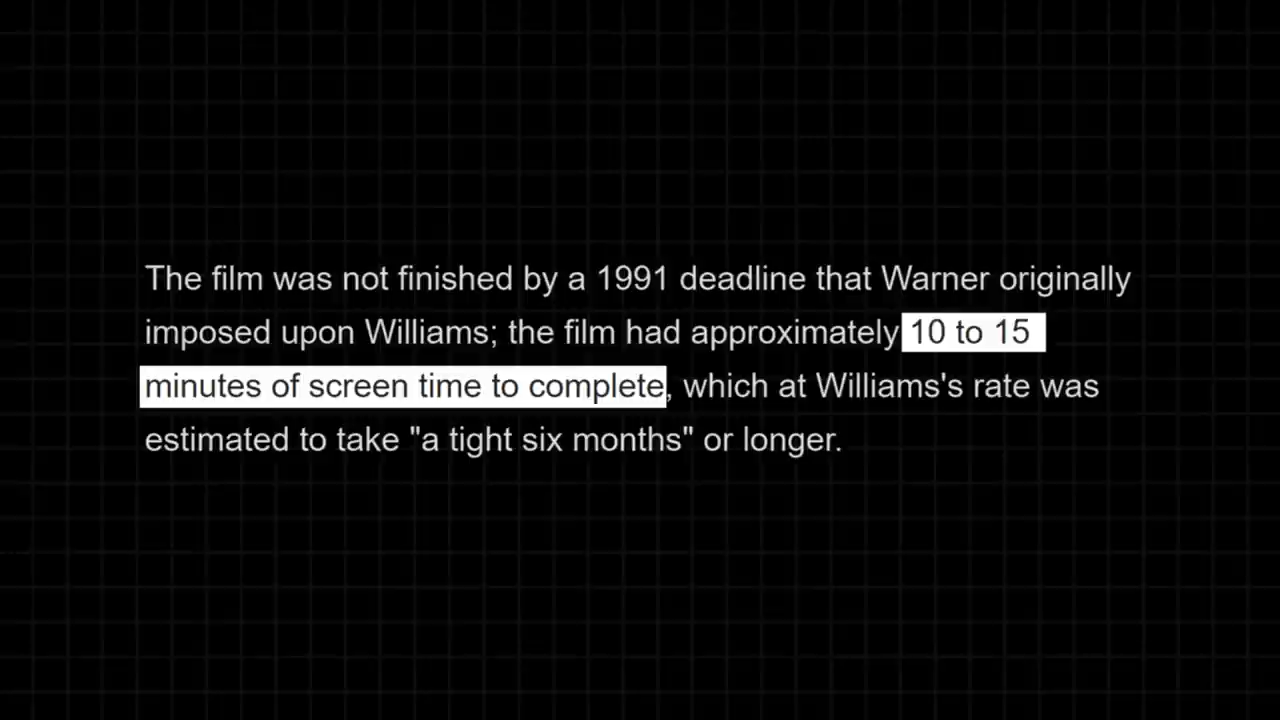 The film was not finished by a 1991 deadline that Warner originally
imposed upon Williams; the film had approximately 10 to 15
minutes of screen time to complete, which at Williams's rate was
estimated to take "a tight six months" or longer.